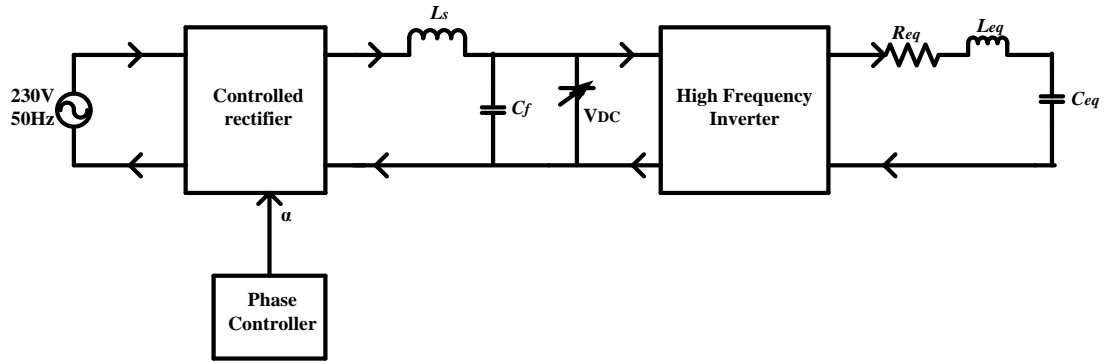 230V
50Hz
Controlled
rectifier
Ls
Cf
VDC
High Frequency
Inverter
Req
Leq
Ceq
α
Phase
Controller